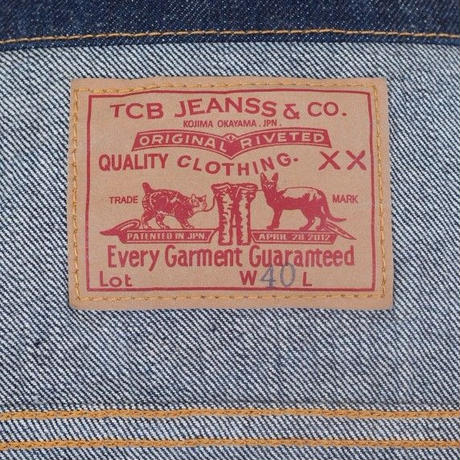 TCB JEANSS & CO.
KOJIMA OKAYAMA. JPN.
ORIGINAL RIVETED
QUALITY CLOTHING. XX
TRADE MARK
PATENTED IN JPN APRIL 28. 2012
Every Garment Guaranteed
Lot W 40 L